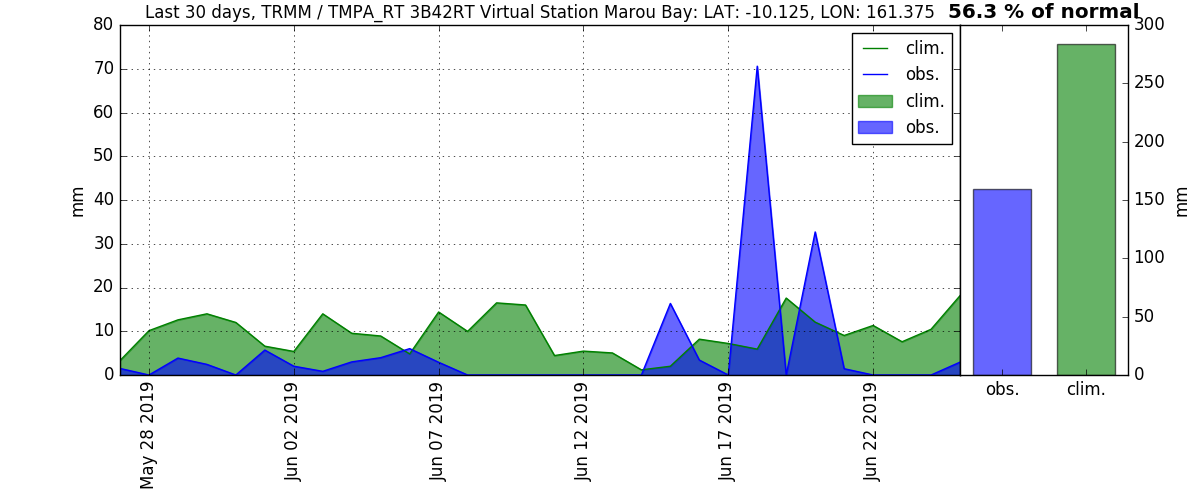 Last 30 days, TRMM / TMPA_RT 3B42RT Virtual Station Marou Bay: LAT: -10.125, LON: 161.375
56.3 % of normal
80
70
60
50
40
30
20
10
0
mm
clim.
obs.
clim.
obs.
May 28 2019
Jun 02 2019
Jun 07 2019
Jun 12 2019
Jun 17 2019
Jun 22 2019
300
250
200
150
100
50
0
mm
obs.
clim.